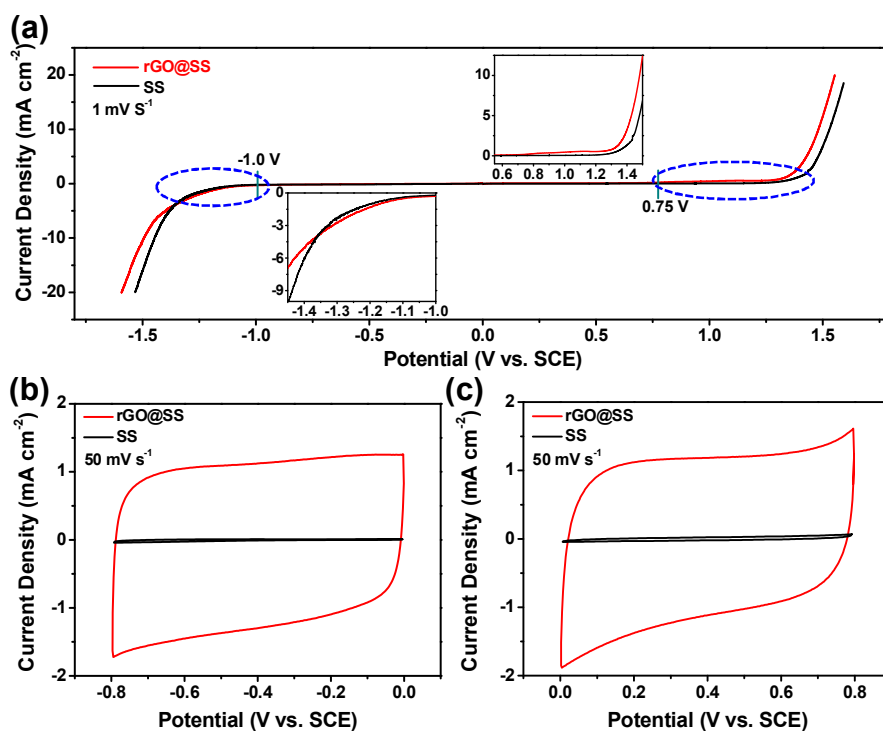 (a)
rGO@SS
SS
1 mV S⁻¹
-1.0 V
0.75 V
20
10
0
-10
-20
-1.5 -1.0 -0.5 0.0 0.5 1.0 1.5
Current Density (mA cm⁻²)
Potential (V vs. SCE)
10
5
0
0.6 0.8 1.0 1.2 1.4
0
-3
-6
-9
-1.4 -1.3 -1.2 -1.1 -1.0
(b)
rGO@SS
SS
50 mV s⁻¹
2
1
0
-1
-2
-0.8 -0.6 -0.4 -0.2 0.0
Current Density (mA cm⁻²)
Potential (V vs. SCE)
(c)
rGO@SS
SS
50 mV s⁻¹
2
1
0
-1
-2
0.0 0.2 0.4 0.6 0.8
Current Density (mA cm⁻²)
Potential (V vs. SCE)